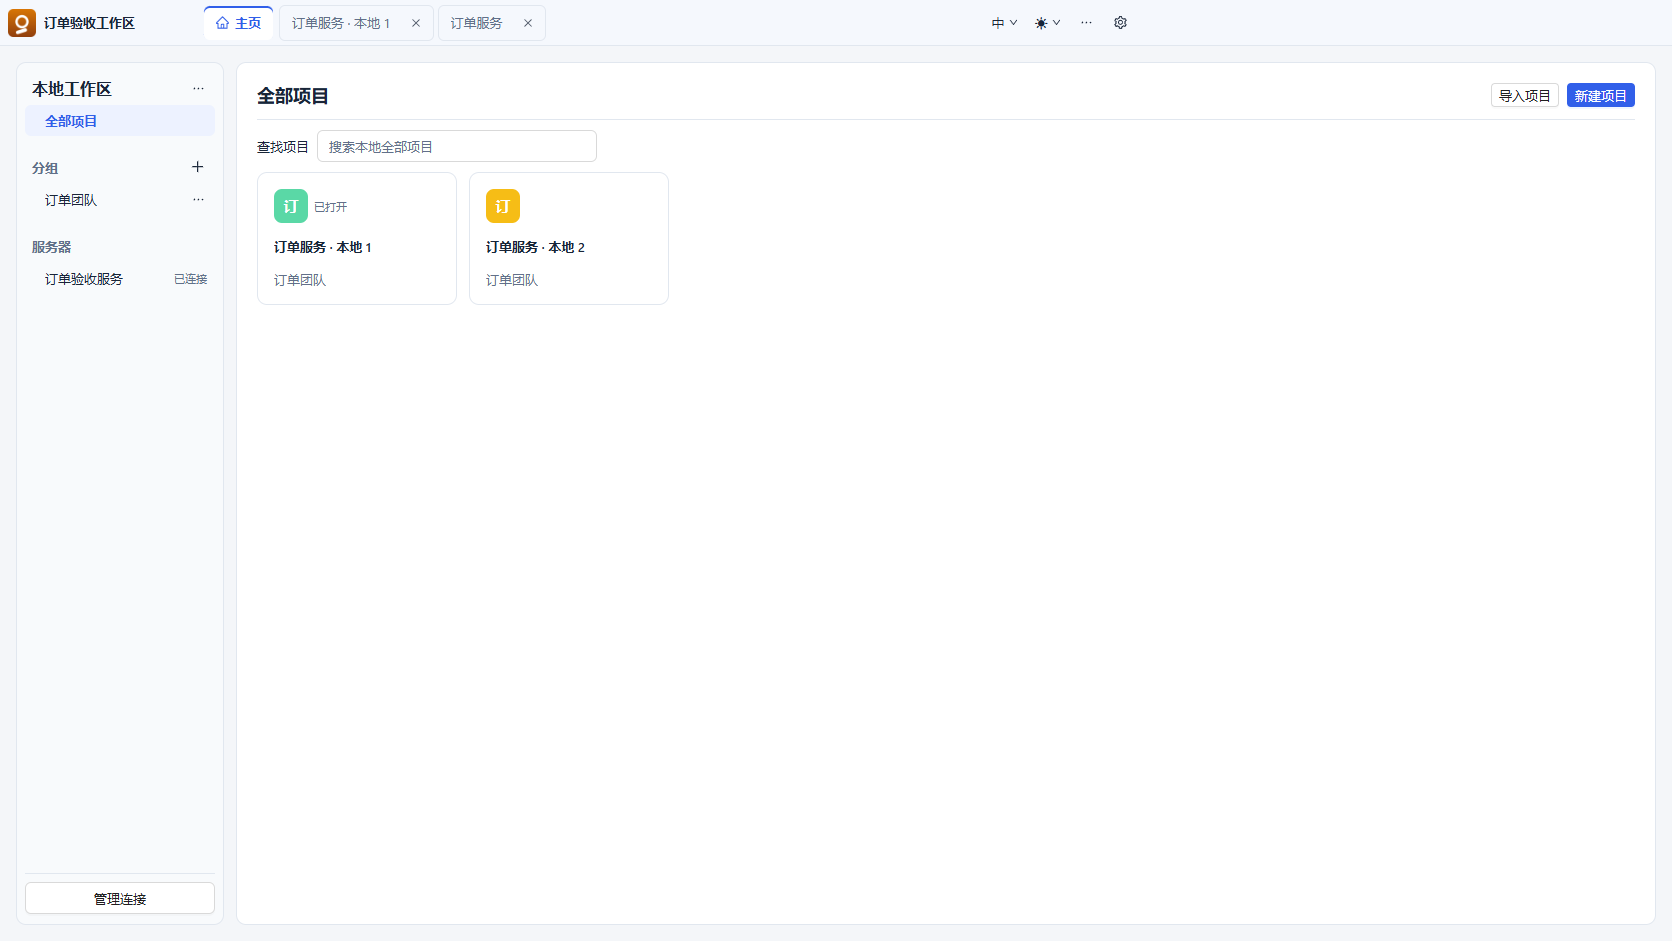 订单验收工作区
主页
订单服务 · 本地 1
订单服务
中
本地工作区
全部项目
分组
订单团队
服务器
订单验收服务 已连接
管理连接
全部项目
导入项目
新建项目
查找项目 搜索本地全部项目
订 已打开
订单服务 · 本地 1
订单团队
订
订单服务 · 本地 2
订单团队